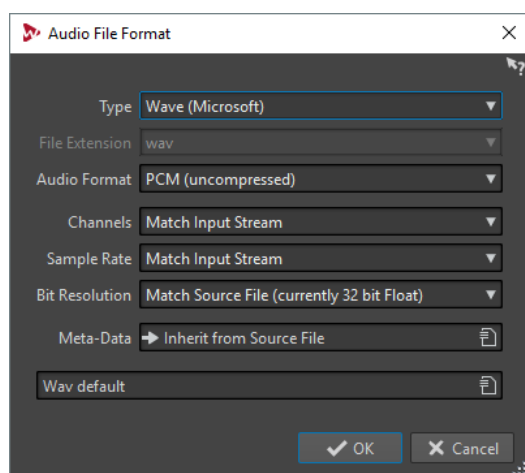 Audio File Format
Type Wave (Microsoft)
File Extension wav
Audio Format PCM (uncompressed)
Channels Match Input Stream
Sample Rate Match Input Stream
Bit Resolution Match Source File (currently 32 bit Float)
Meta-Data Inherit from Source File
Wav default
OK Cancel